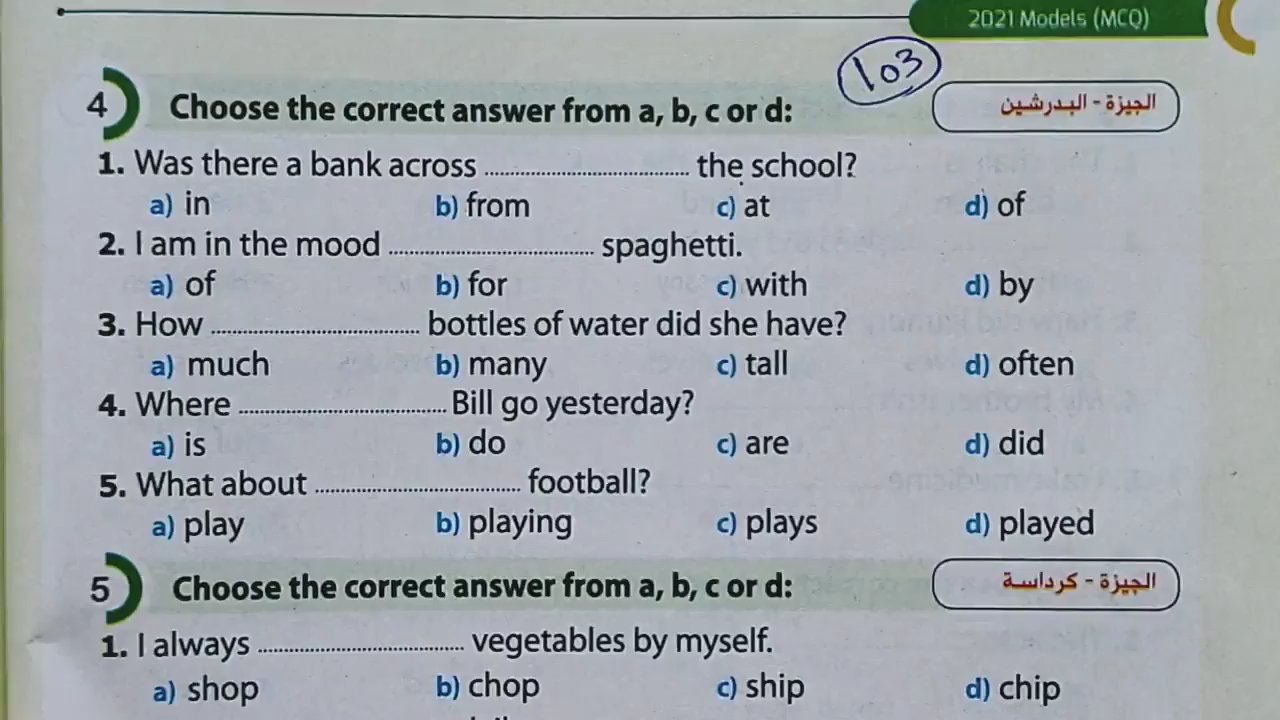 2021 Models (MCQ)
103
4 Choose the correct answer from a, b, c or d: الجيزة - البدرشين
1. Was there a bank across .............................. the school?
a) in b) from c) at d) of
2. I am in the mood .............................. spaghetti.
a) of b) for c) with d) by
3. How .............................. bottles of water did she have?
a) much b) many c) tall d) often
4. Where .............................. Bill go yesterday?
a) is b) do c) are d) did
5. What about .............................. football?
a) play b) playing c) plays d) played
5 Choose the correct answer from a, b, c or d: الجيزة - كرداسة
1. I always .............................. vegetables by myself.
a) shop b) chop c) ship d) chip